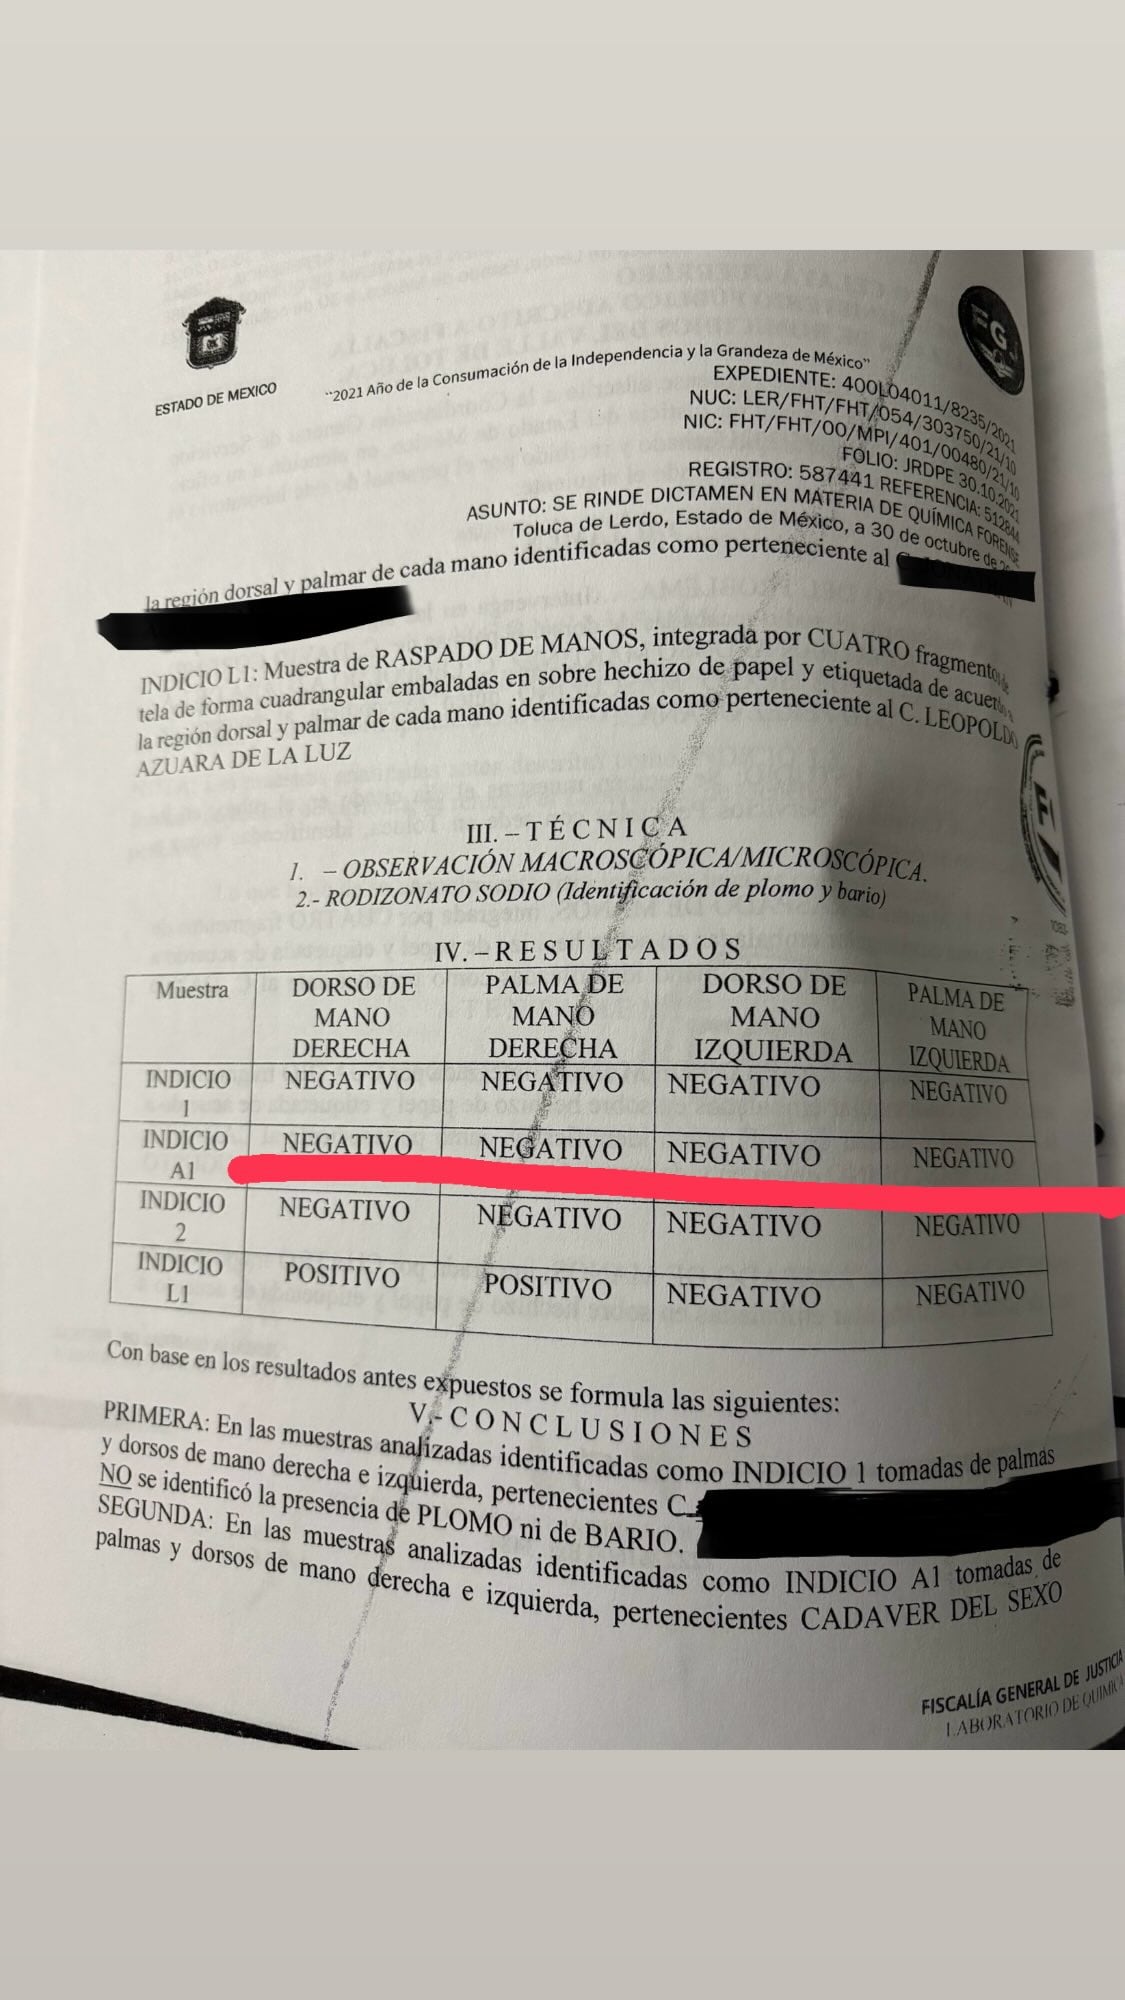 ESTADO DE MEXICO
"2021 Año de la Consumación de la Independencia y la Grandeza de México"
EXPEDIENTE: 400L04011/8235/2021
NUC: LER/FHT/FHT/054/303750/21/10
NIC: FHT/FHT/00/MPI/401/00480/21/10
FOLIO: JRDPE 30.10.2021
REGISTRO: 587441 REFERENCIA: 512844
ASUNTO: SE RINDE DICTAMEN EN MATERIA DE QUÍMICA FORENSE
Toluca de Lerdo, Estado de México, a 30 de octubre de
la región dorsal y palmar de cada mano identificadas como perteneciente al
INDICIO L1: Muestra de RASPADO DE MANOS, integrada por CUATRO fragmentos de
tela de forma cuadrangular embaladas en sobre hechizo de papel y etiquetada de acuerdo a
la región dorsal y palmar de cada mano identificadas como perteneciente al C. LEOPOLDO
AZUARA DE LA LUZ
III. – TÉCNICA
1. – OBSERVACIÓN MACROSCÓPICA/MICROSCÓPICA.
2.- RODIZONATO SODIO (Identificación de plomo y bario)
IV. – RESULTADOS
Muestra DORSO DE MANO DERECHA PALMA DE MANO DERECHA DORSO DE MANO IZQUIERDA PALMA DE MANO IZQUIERDA
INDICIO 1 NEGATIVO NEGATIVO NEGATIVO NEGATIVO
INDICIO A1 NEGATIVO NEGATIVO NEGATIVO NEGATIVO
INDICIO 2 NEGATIVO NEGATIVO NEGATIVO NEGATIVO
INDICIO L1 POSITIVO POSITIVO NEGATIVO NEGATIVO
Con base en los resultados antes expuestos se formula las siguientes:
V.- CONCLUSIONES
PRIMERA: En las muestras analizadas identificadas como INDICIO 1 tomadas de palmas
y dorsos de mano derecha e izquierda, pertenecientes C.
NO se identificó la presencia de PLOMO ni de BARIO.
SEGUNDA: En las muestras analizadas identificadas como INDICIO A1 tomadas de
palmas y dorsos de mano derecha e izquierda, pertenecientes CADAVER DEL SEXO
FISCALÍA GENERAL DE JUSTICIA
LABORATORIO DE QUIMICA